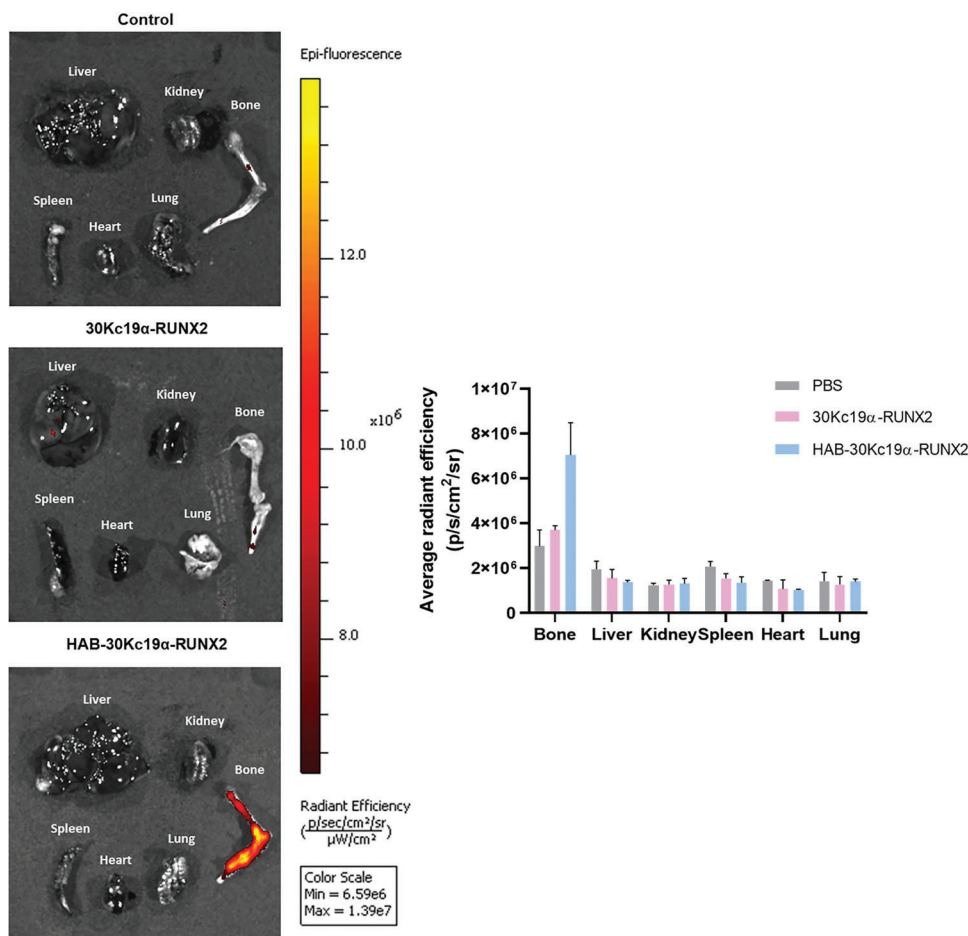 Control
Liver
Kidney
Bone
Spleen
Heart
Lung
30Kc19α-RUNX2
Liver
Kidney
Bone
Spleen
Heart
Lung
HAB-30Kc19α-RUNX2
Liver
Kidney
Bone
Spleen
Heart
Lung
Epi-fluorescence
12.0
10.0
x10⁶
8.0
Radiant Efficiency
(p/sec/cm²/sr / µW/cm²)
Color Scale
Min = 6.59e6
Max = 1.39e7
Average radiant efficiency
(p/s/cm²/sr)
1×10⁷
8×10⁶
6×10⁶
4×10⁶
2×10⁶
0
Bone Liver Kidney Spleen Heart Lung
PBS
30Kc19α-RUNX2
HAB-30Kc19α-RUNX2